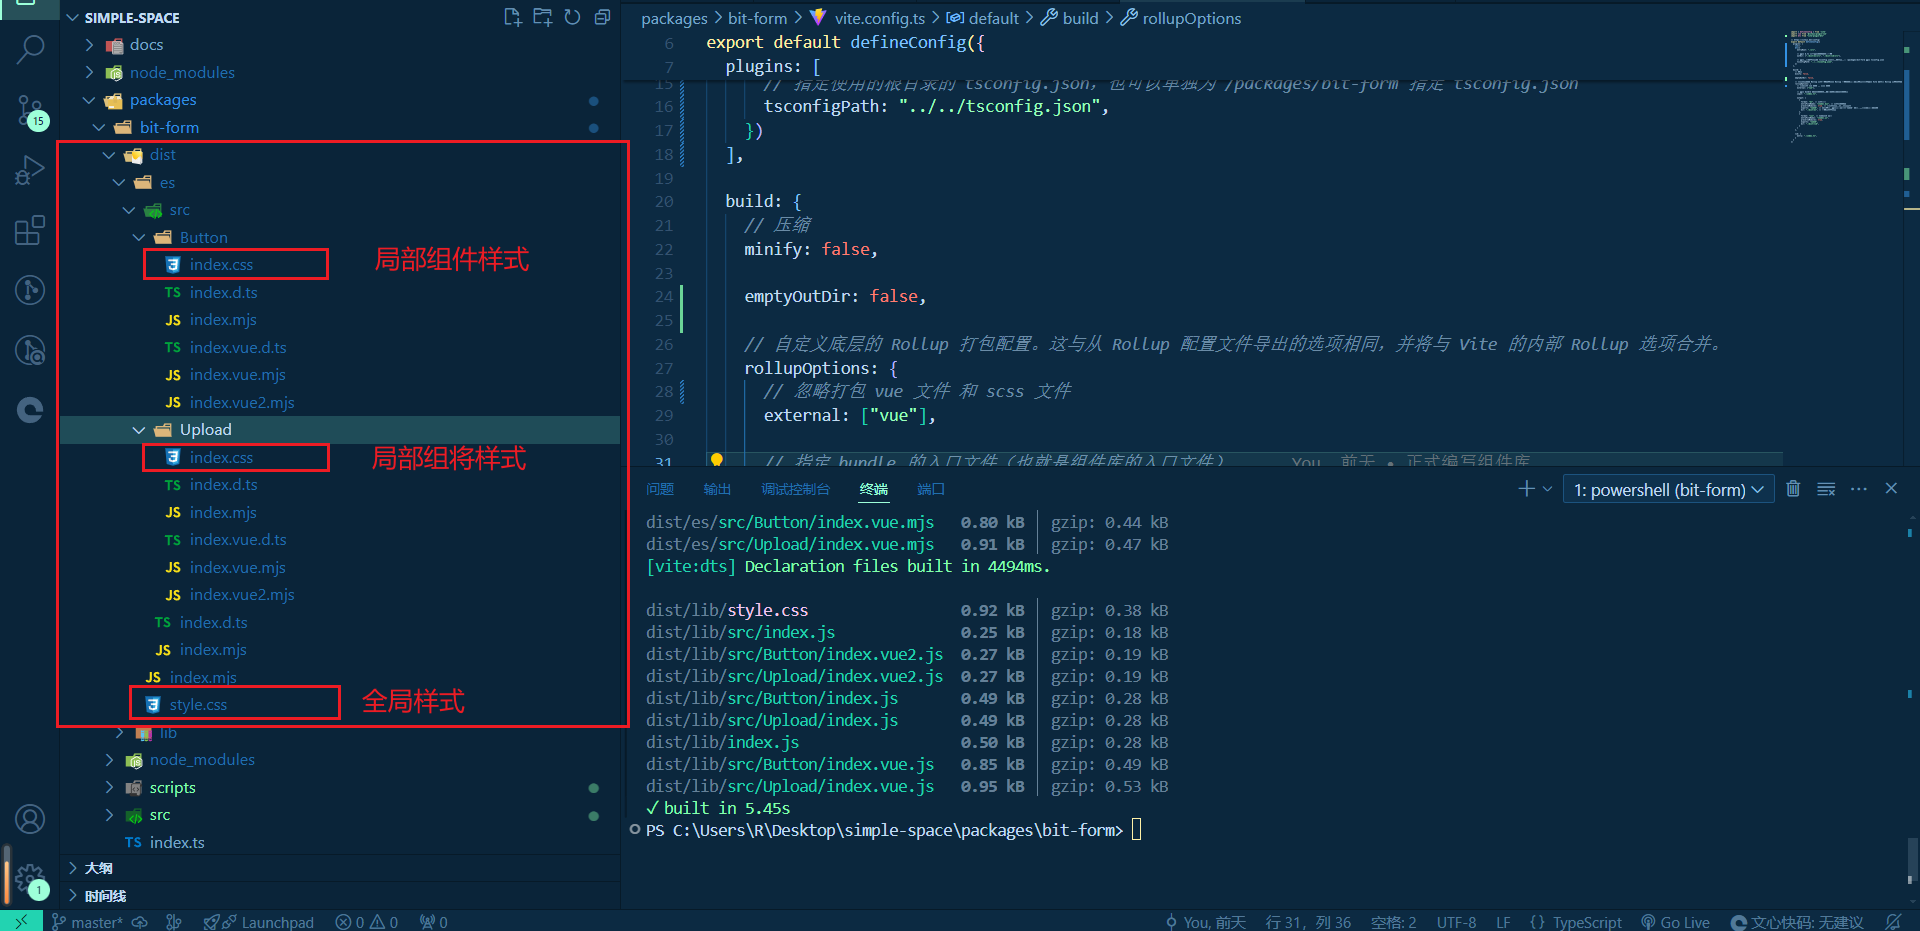 SIMPLE-SPACE
docs
node_modules
packages
bit-form
dist
es
src
Button
index.css
局部组件样式
index.d.ts
index.mjs
index.vue.d.ts
index.vue.mjs
index.vue2.mjs
Upload
index.css
局部组将样式
index.d.ts
index.mjs
index.vue.d.ts
index.vue.mjs
index.vue2.mjs
index.d.ts
index.mjs
index.mjs
style.css
全局样式
lib
node_modules
scripts
src
TS index.ts
大纲
时间线
15
1
packages > bit-form > vite.config.ts > default > build > rollupOptions
6 export default defineConfig({
7 plugins: [
15 // 指定使用的根目录的 tsconfig.json, 也可以单独为 /packages/bit-form 指定 tsconfig.json
16 tsconfigPath: "../../tsconfig.json",
17 })
18 ],
19
20 build: {
21 // 压缩
22 minify: false,
23
24 emptyOutDir: false,
25
26 // 自定义底层的 Rollup 打包配置。这与从 Rollup 配置文件导出的选项相同，并将与 Vite 的内部 Rollup 选项合并。
27 rollupOptions: {
28 // 忽略打包 vue 文件 和 scss 文件
29 external: ["vue"],
30
31 // 指定 bundle 的入口文件（也就是组件库的入口文件） You, 前天 • 正式编写组件库
问题 输出 调试控制台 终端 端口
1: powershell (bit-form)
dist/es/src/Button/index.vue.mjs 0.80 kB │ gzip: 0.44 kB
dist/es/src/Upload/index.vue.mjs 0.91 kB │ gzip: 0.47 kB
[vite:dts] Declaration files built in 4494ms.
dist/lib/style.css 0.92 kB │ gzip: 0.38 kB
dist/lib/src/index.js 0.25 kB │ gzip: 0.18 kB
dist/lib/src/Button/index.vue2.js 0.27 kB │ gzip: 0.19 kB
dist/lib/src/Upload/index.vue2.js 0.27 kB │ gzip: 0.19 kB
dist/lib/src/Button/index.js 0.49 kB │ gzip: 0.28 kB
dist/lib/src/Upload/index.js 0.49 kB │ gzip: 0.28 kB
dist/lib/index.js 0.50 kB │ gzip: 0.28 kB
dist/lib/src/Button/index.vue.js 0.85 kB │ gzip: 0.49 kB
dist/lib/src/Upload/index.vue.js 0.95 kB │ gzip: 0.53 kB
✓ built in 5.45s
PS C:\Users\R\Desktop\simple-space\packages\bit-form>
master* Launchpad 0 0 0 You, 前天 行 31，列 36 空格: 2 UTF-8 LF {} TypeScript Go Live 文心快码: 无建议